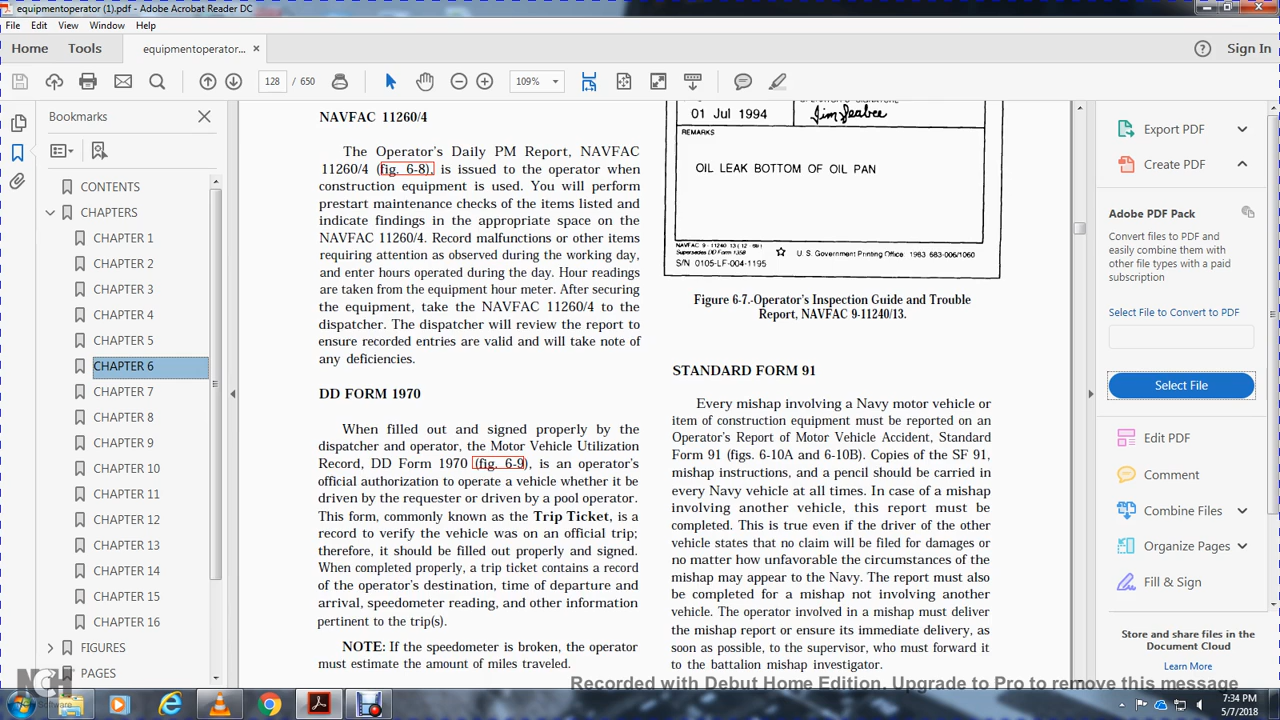 equipmentoperator (1).pdf - Adobe Acrobat Reader DC
File Edit View Window Help
Home Tools equipmentoperator... × Sign In
128 / 650 109%
Bookmarks
CONTENTS
CHAPTERS
CHAPTER 1
CHAPTER 2
CHAPTER 3
CHAPTER 4
CHAPTER 5
CHAPTER 6
CHAPTER 7
CHAPTER 8
CHAPTER 9
CHAPTER 10
CHAPTER 11
CHAPTER 12
CHAPTER 13
CHAPTER 14
CHAPTER 15
CHAPTER 16
FIGURES
PAGES
NAVFAC 11260/4
The Operator's Daily PM Report, NAVFAC
11260/4 (fig. 6-8), is issued to the operator when
construction equipment is used. You will perform
prestart maintenance checks of the items listed and
indicate findings in the appropriate space on the
NAVFAC 11260/4. Record malfunctions or other items
requiring attention as observed during the working day,
and enter hours operated during the day. Hour readings
are taken from the equipment hour meter. After securing
the equipment, take the NAVFAC 11260/4 to the
dispatcher. The dispatcher will review the report to
ensure recorded entries are valid and will take note of
any deficiencies.
DD FORM 1970
When filled out and signed properly by the
dispatcher and operator, the Motor Vehicle Utilization
Record, DD Form 1970 (fig. 6-9), is an operator's
official authorization to operate a vehicle whether it be
driven by the requester or driven by a pool operator.
This form, commonly known as the Trip Ticket, is a
record to verify the vehicle was on an official trip;
therefore, it should be filled out properly and signed.
When completed properly, a trip ticket contains a record
of the operator's destination, time of departure and
arrival, speedometer reading, and other information
pertinent to the trip(s).
NOTE: If the speedometer is broken, the operator
must estimate the amount of miles traveled.
01 Jul 1994 Jim Seabee
REMARKS
OIL LEAK BOTTOM OF OIL PAN
NAVFAC 9-11240/13 (12-69)
Supersedes DD Form 1358
U.S. Government Printing Office 1983 683-006/1060
S/N 0105-LF-004-1195
Figure 6-7.-Operator's Inspection Guide and Trouble
Report, NAVFAC 9-11240/13.
STANDARD FORM 91
Every mishap involving a Navy motor vehicle or
item of construction equipment must be reported on an
Operator's Report of Motor Vehicle Accident, Standard
Form 91 (figs. 6-10A and 6-10B). Copies of the SF 91,
mishap instructions, and a pencil should be carried in
every Navy vehicle at all times. In case of a mishap
involving another vehicle, this report must be
completed. This is true even if the driver of the other
vehicle states that no claim will be filed for damages or
no matter how unfavorable the circumstances of the
mishap may appear to the Navy. The report must also
be completed for a mishap not involving another
vehicle. The operator involved in a mishap must deliver
the mishap report or ensure its immediate delivery, as
soon as possible, to the supervisor, who must forward it
to the battalion mishap investigator.
Export PDF
Create PDF
Adobe PDF Pack
Convert files to PDF and
easily combine them with
other file types with a paid
subscription
Select File to Convert to PDF
Select File
Edit PDF
Comment
Combine Files
Organize Pages
Fill & Sign
Store and share files in the
Document Cloud
Learn More
NCH
Software
Recorded with Debut Home Edition. Upgrade to Pro to remove this message
7:34 PM
5/7/2018